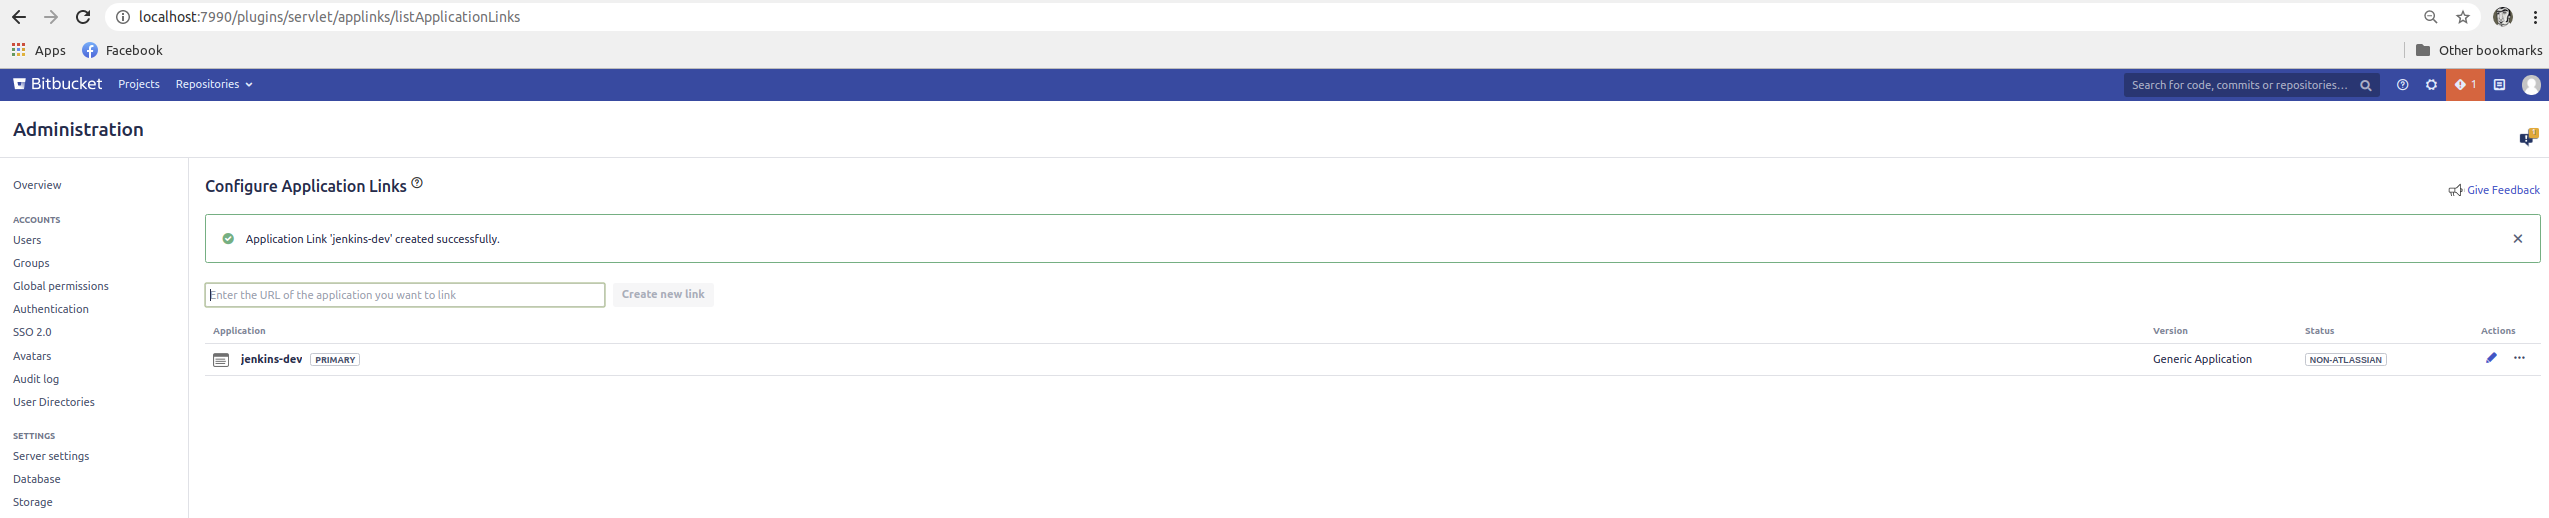 localhost:7990/plugins/servlet/applinks/listApplicationLinks
Apps Facebook Other bookmarks
Bitbucket Projects Repositories Search for code, commits or repositories... 1
Administration
Overview
ACCOUNTS
Users
Groups
Global permissions
Authentication
SSO 2.0
Avatars
Audit log
User Directories
SETTINGS
Server settings
Database
Storage
Configure Application Links
Give Feedback
Application Link 'jenkins-dev' created successfully.
Enter the URL of the application you want to link Create new link
Application Version Status Actions
jenkins-dev PRIMARY Generic Application NON-ATLASSIAN